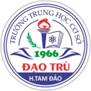 TRƯỜNG TRUNG HỌC CƠ SỞ
1966
ĐẠO TRÙ
H.TAM ĐẢO